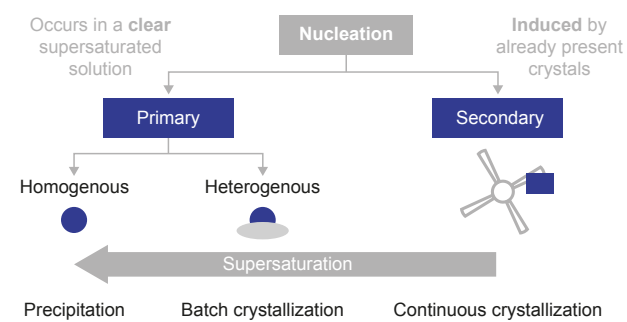 Occurs in a clear
supersaturated
solution
Nucleation
Induced by
already present
crystals
Primary
Secondary
Homogenous
Heterogenous
Supersaturation
Precipitation
Batch crystallization
Continuous crystallization